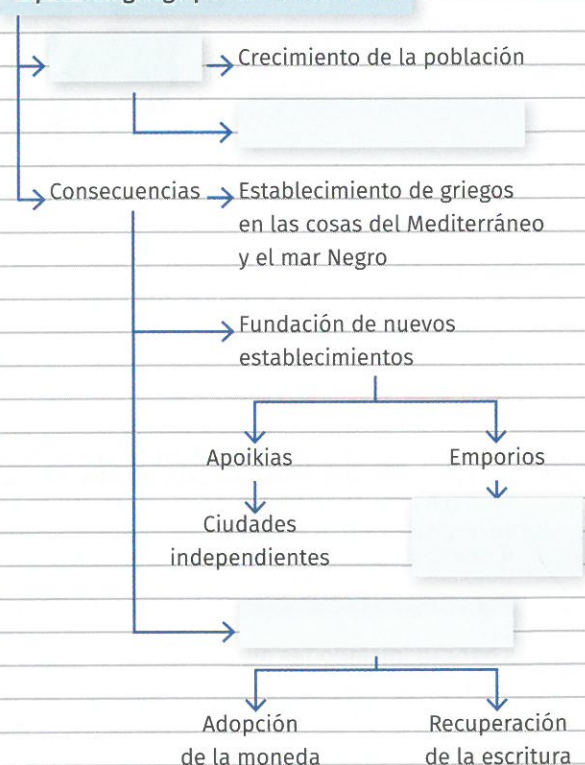 Crecimiento de la población
Consecuencias
Establecimiento de griegos
en las cosas del Mediterráneo
y el mar Negro
Fundación de nuevos
establecimientos
Apoikias
Emporios
Ciudades
independientes
Adopción
de la moneda
Recuperación
de la escritura